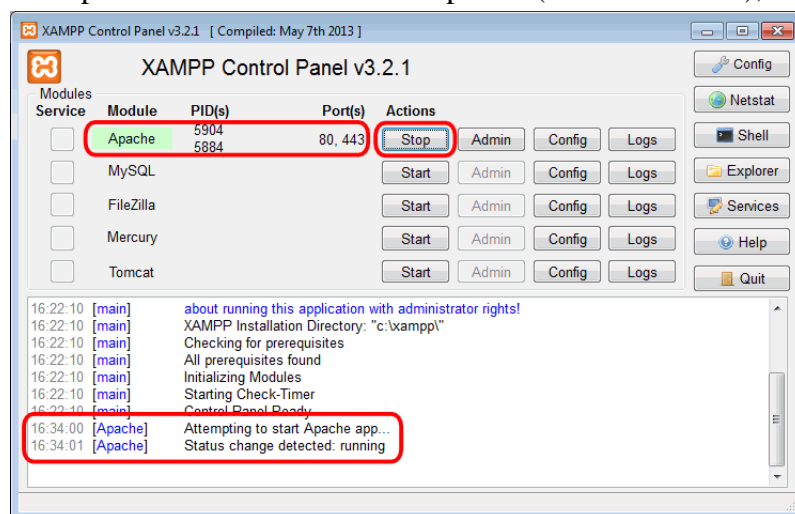 XAMPP Control Panel v3.2.1 [ Compiled: May 7th 2013 ]
XAMPP Control Panel v3.2.1
Config
Modules
Netstat
Service Module PID(s) Port(s) Actions
Apache 5904 5884 80, 443 Stop Admin Config Logs
Shell
MySQL Start Admin Config Logs
Explorer
FileZilla Start Admin Config Logs
Services
Mercury Start Admin Config Logs
Help
Tomcat Start Admin Config Logs
Quit
16:22:10 [main] about running this application with administrator rights!
16:22:10 [main] XAMPP Installation Directory: "c:\xampp\"
16:22:10 [main] Checking for prerequisites
16:22:10 [main] All prerequisites found
16:22:10 [main] Initializing Modules
16:22:10 [main] Starting Check-Timer
16:22:10 [main] Control Panel Ready
16:34:00 [Apache] Attempting to start Apache app...
16:34:01 [Apache] Status change detected: running